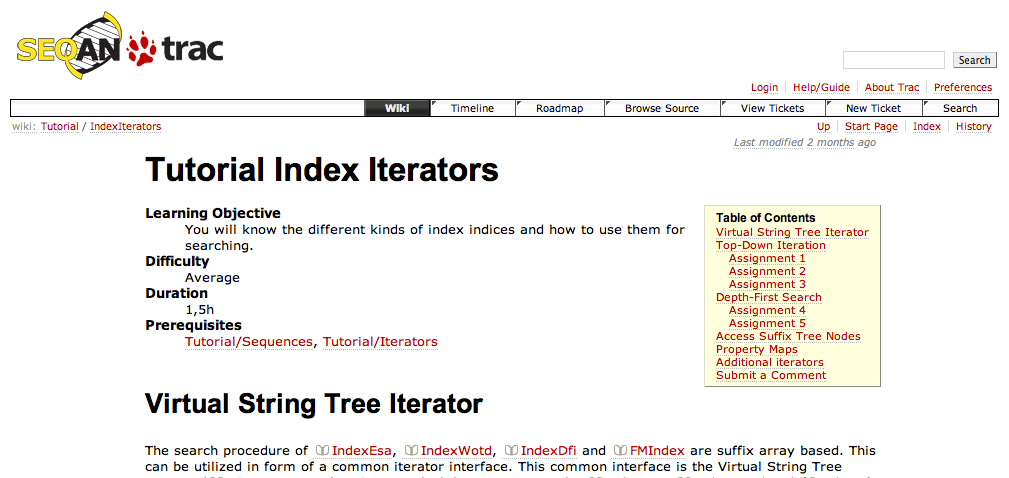 SEQAN trac
Search
Login Help/Guide About Trac Preferences
Wiki Timeline Roadmap Browse Source View Tickets New Ticket Search
wiki: Tutorial / IndexIterators Up Start Page Index History
Last modified 2 months ago
Tutorial Index Iterators
Learning Objective
You will know the different kinds of index indices and how to use them for
searching.
Difficulty
Average
Duration
1,5h
Prerequisites
Tutorial/Sequences, Tutorial/Iterators
Table of Contents
Virtual String Tree Iterator
Top-Down Iteration
Assignment 1
Assignment 2
Assignment 3
Depth-First Search
Assignment 4
Assignment 5
Access Suffix Tree Nodes
Property Maps
Additional iterators
Submit a Comment
Virtual String Tree Iterator
The search procedure of IndexEsa, IndexWotd, IndexDfi and FMIndex are suffix array based. This
can be utilized in form of a common iterator interface. This common interface is the Virtual String Tree